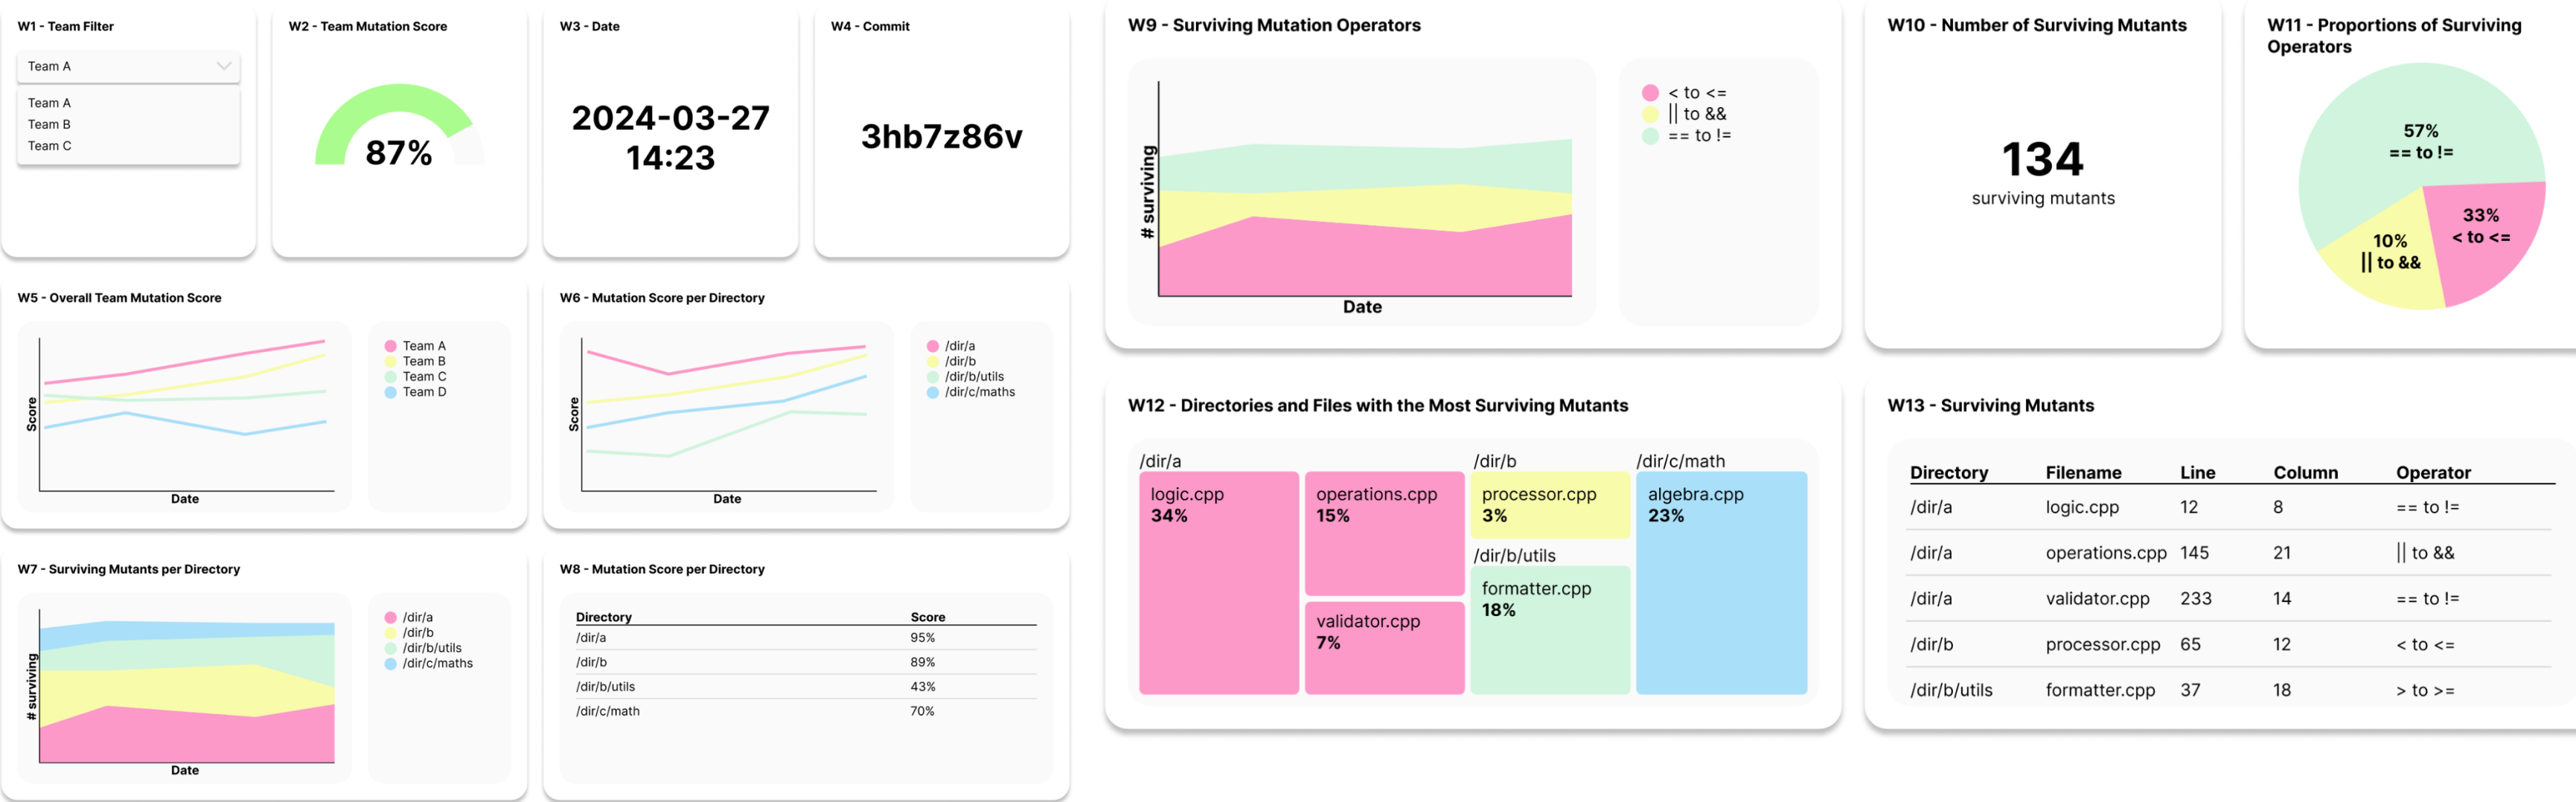 W1 - Team Filter
Team A
Team A
Team B
Team C
W2 - Team Mutation Score
87%
W3 - Date
2024-03-27
14:23
W4 - Commit
3hb7z86v
W5 - Overall Team Mutation Score
Score
Date
Team A
Team B
Team C
Team D
W6 - Mutation Score per Directory
Score
Date
/dir/a
/dir/b
/dir/b/utils
/dir/c/maths
W7 - Surviving Mutants per Directory
# surviving
Date
/dir/a
/dir/b
/dir/b/utils
/dir/c/maths
W8 - Mutation Score per Directory
Directory Score
/dir/a 95%
/dir/b 89%
/dir/b/utils 43%
/dir/c/math 70%
W9 - Surviving Mutation Operators
# surviving
Date
< to <=
|| to &&
== to !=
W10 - Number of Surviving Mutants
134
surviving mutants
W11 - Proportions of Surviving
Operators
57%
== to !=
33%
< to <=
10%
|| to &&
W12 - Directories and Files with the Most Surviving Mutants
/dir/a
logic.cpp
34%
operations.cpp
15%
validator.cpp
7%
/dir/b
processor.cpp
3%
/dir/b/utils
formatter.cpp
18%
/dir/c/math
algebra.cpp
23%
W13 - Surviving Mutants
Directory Filename Line Column Operator
/dir/a logic.cpp 12 8 == to !=
/dir/a operations.cpp 145 21 || to &&
/dir/a validator.cpp 233 14 == to !=
/dir/b processor.cpp 65 12 < to <=
/dir/b/utils formatter.cpp 37 18 > to >=